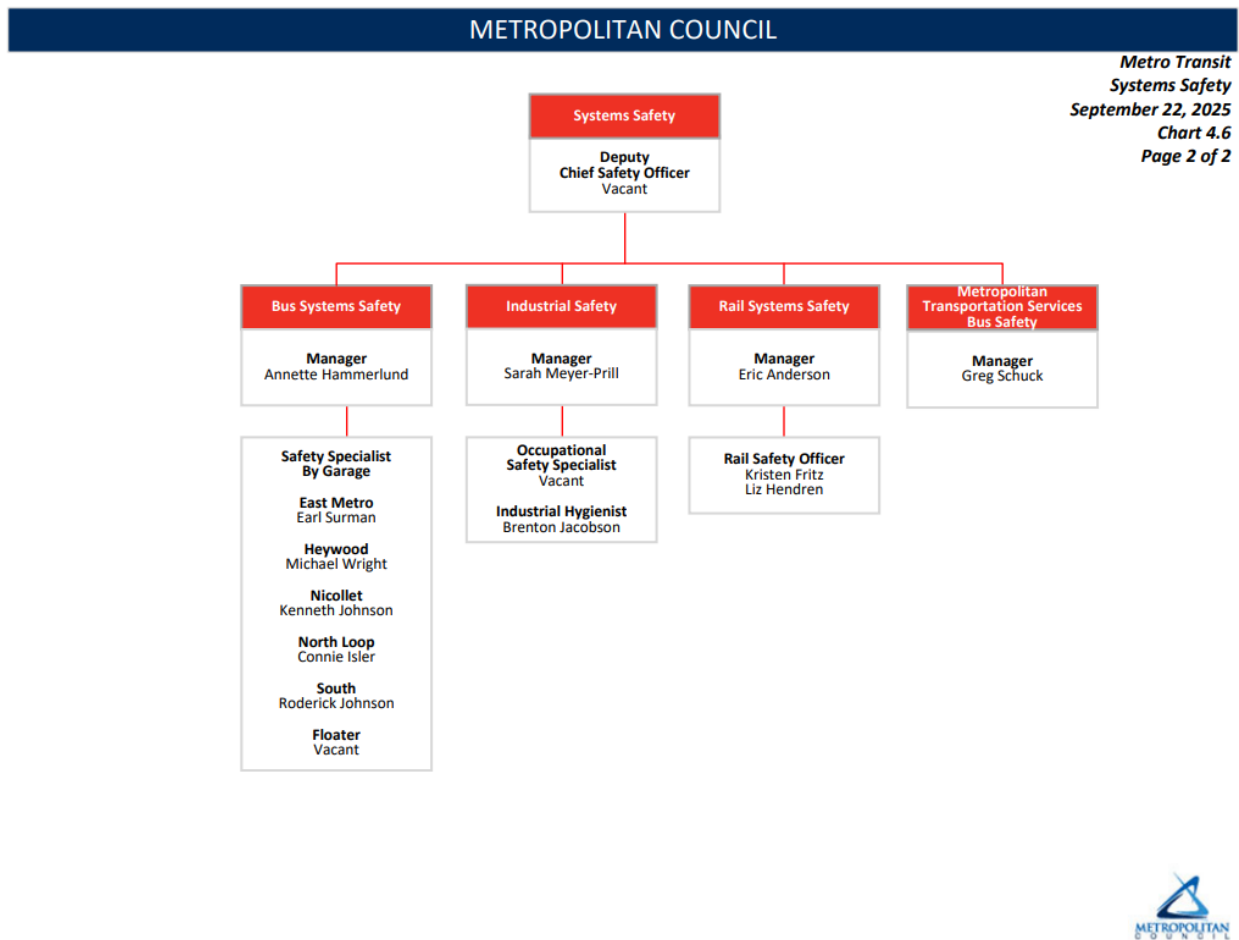 METROPOLITAN COUNCIL
Metro Transit
Systems Safety
September 22, 2025
Chart 4.6
Page 2 of 2
Systems Safety
Deputy
Chief Safety Officer
Vacant
Bus Systems Safety
Manager
Annette Hammerlund
Safety Specialist
By Garage
East Metro
Earl Surman
Heywood
Michael Wright
Nicollet
Kenneth Johnson
North Loop
Connie Isler
South
Roderick Johnson
Floater
Vacant
Industrial Safety
Manager
Sarah Meyer-Prill
Occupational
Safety Specialist
Vacant
Industrial Hygienist
Brenton Jacobson
Rail Systems Safety
Manager
Eric Anderson
Rail Safety Officer
Kristen Fritz
Liz Hendren
Metropolitan
Transportation Services
Bus Safety
Manager
Greg Schuck
METROPOLITAN
COUNCIL